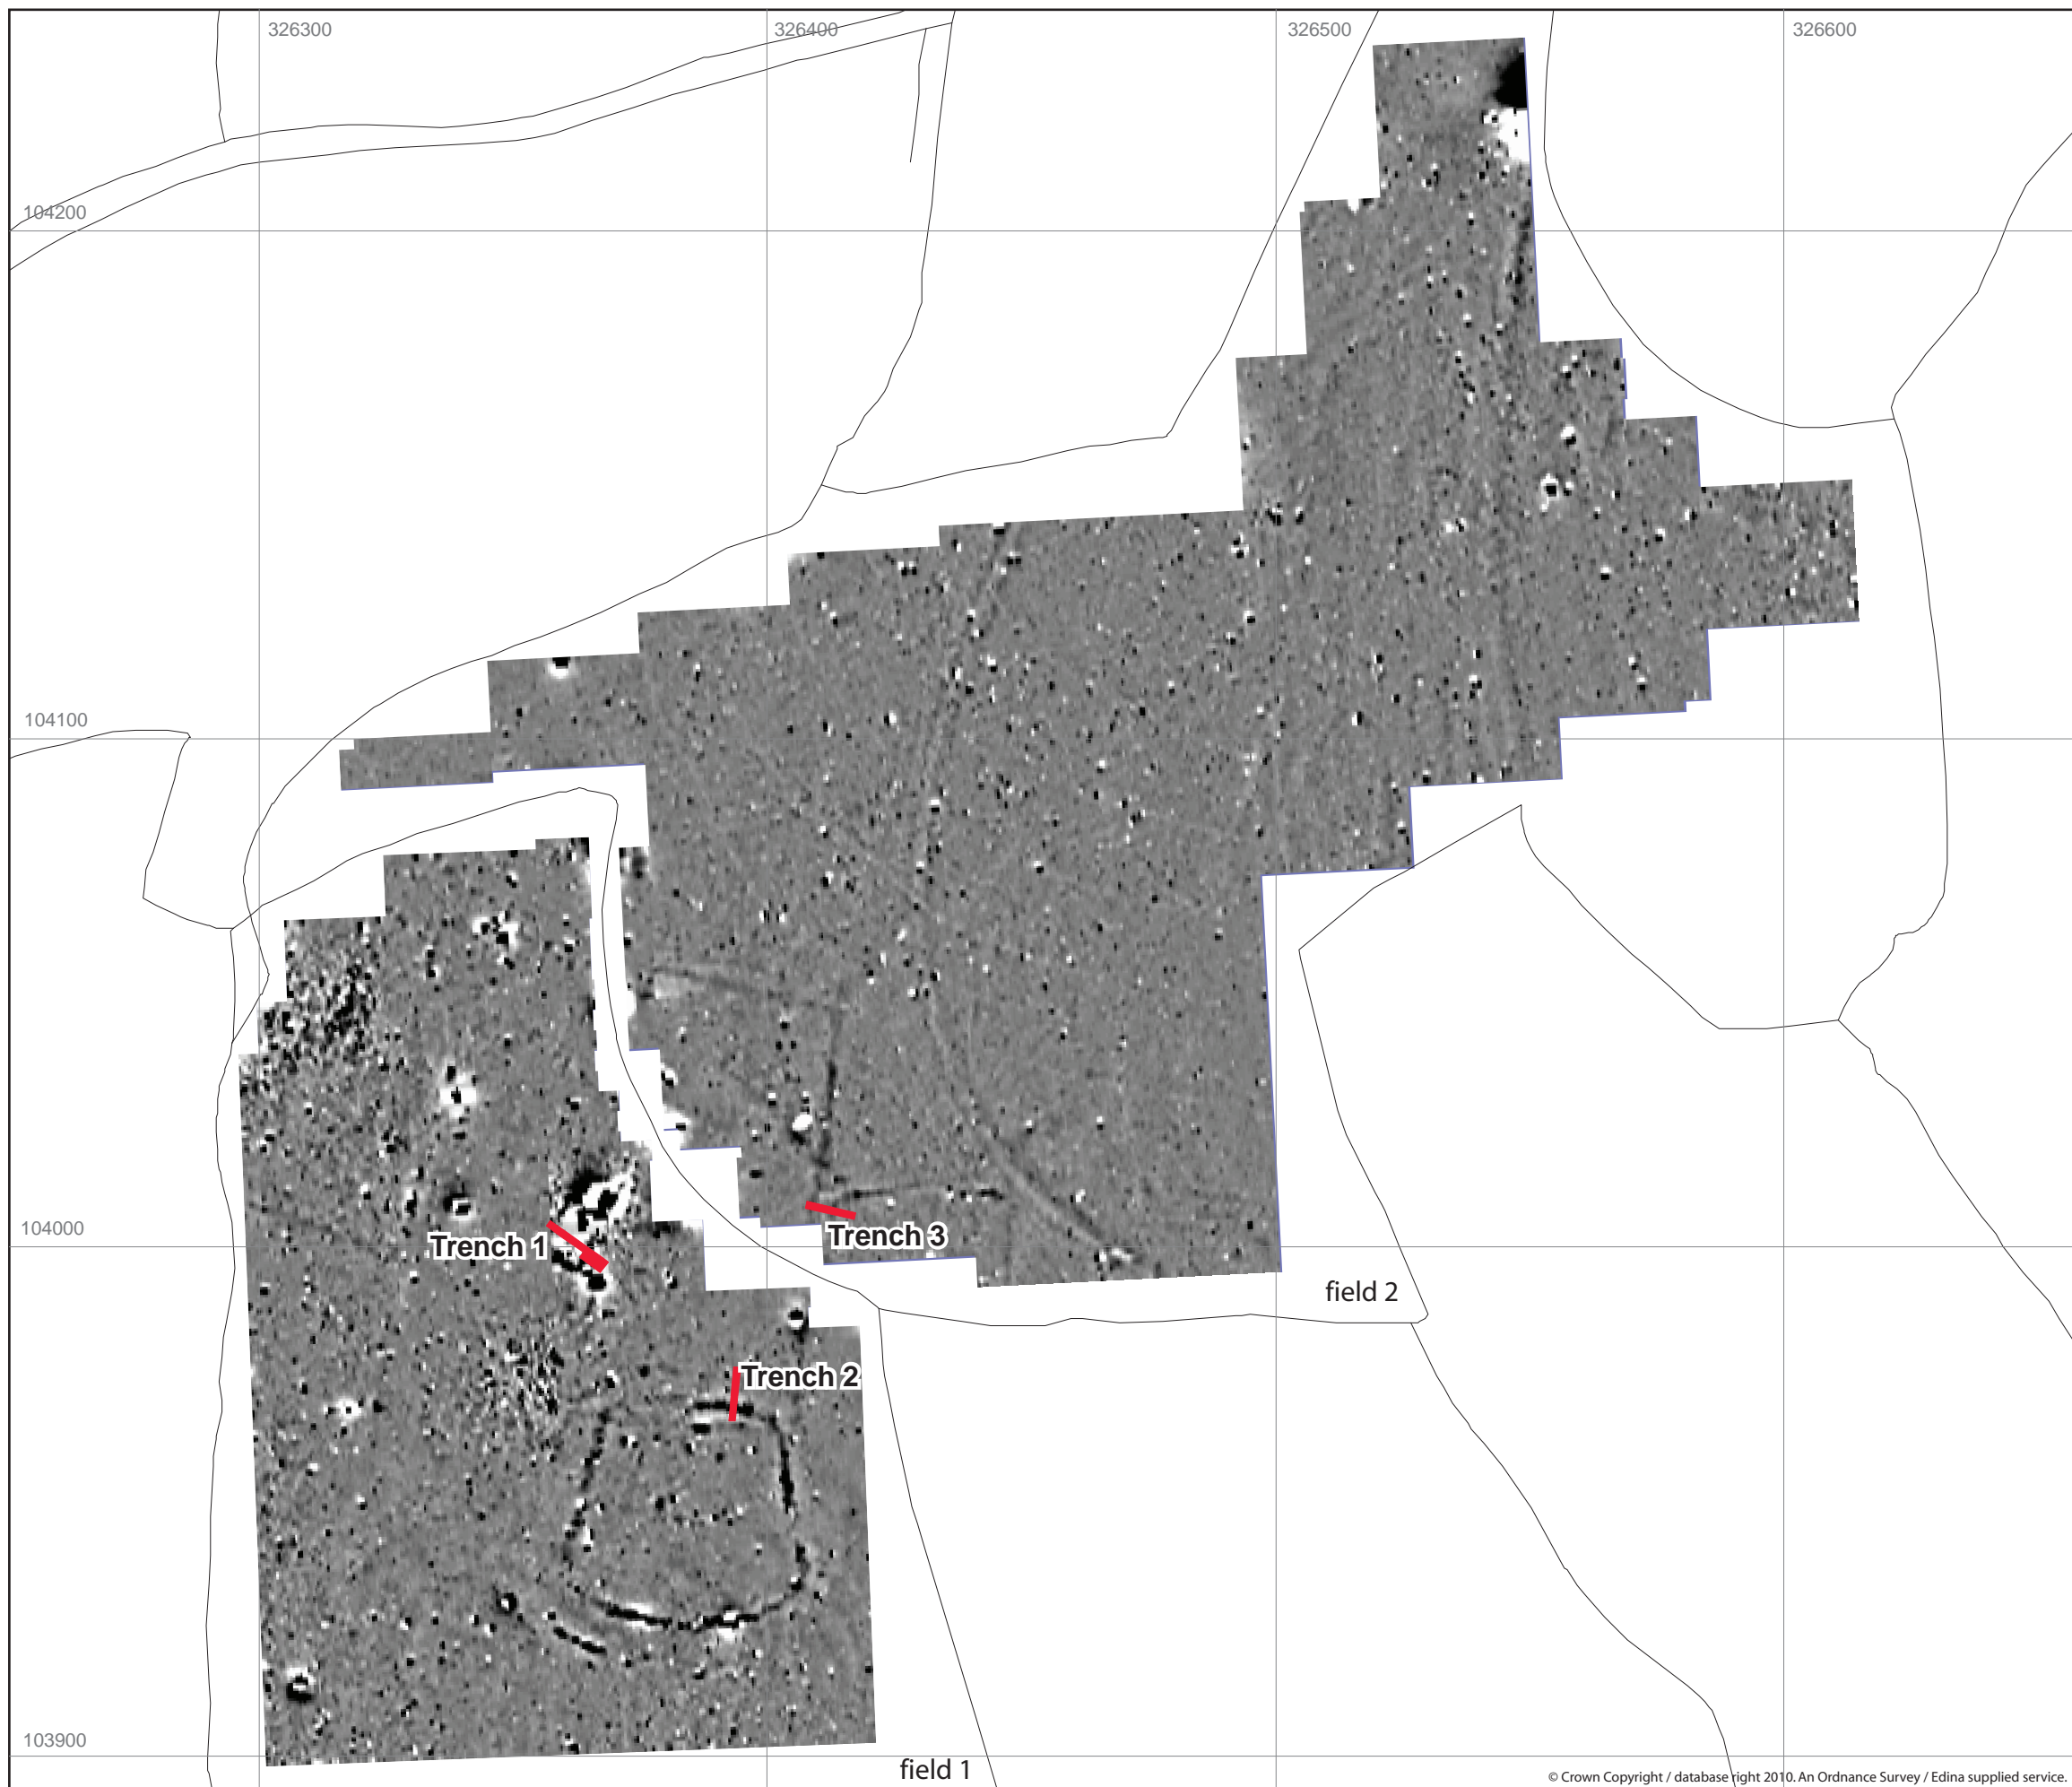 326300
326400
326500
326600
104200
104100
104000
Trench 1
Trench 3
field 2
Trench 2
103900
field 1
© Crown Copyright / database right 2010. An Ordnance Survey / Edina supplied service.